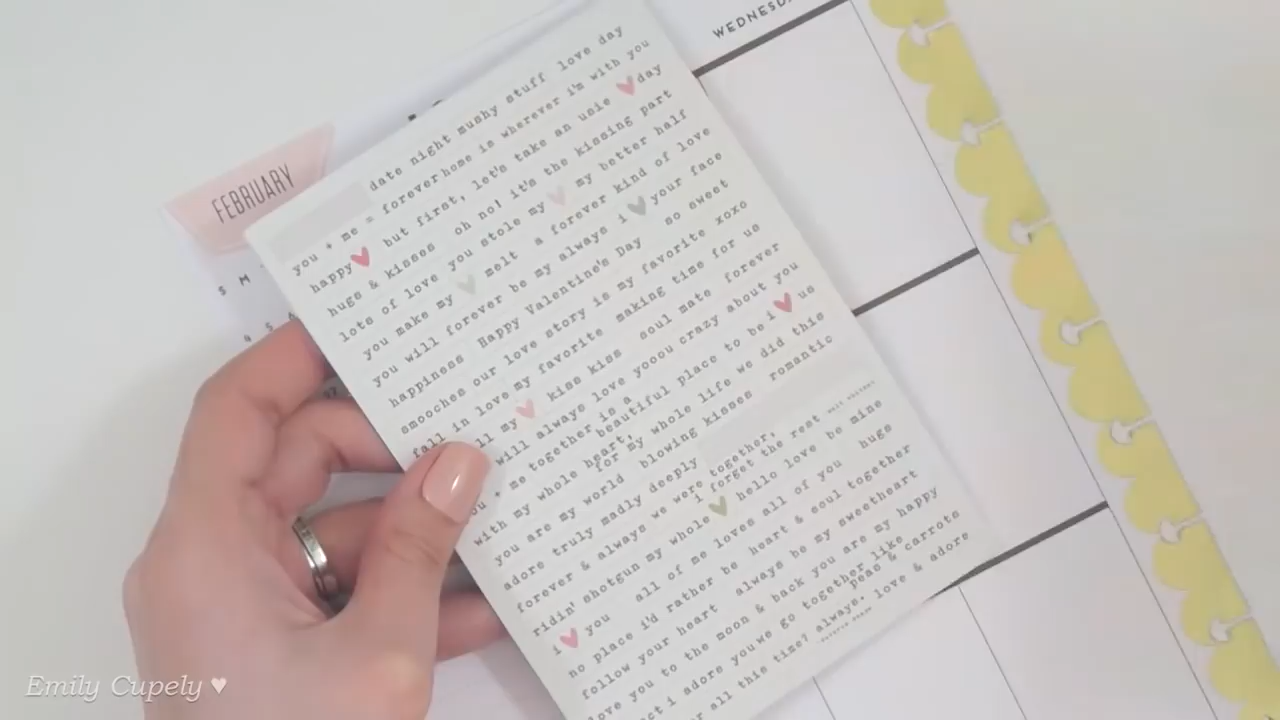 WEDNESD
FEBRUARY
S M
date night mushy stuff love day
you + me = forever home is wherever i'm with you
happy ♥ but first, let's take an usie ♥ day
hugs & kisses oh no! it's the kissing part
lots of love you stole my ♥ my better half
you make my ♥ melt a forever kind of love
you will forever be my always i ♥ your face
happiness Happy Valentine's Day so sweet
smooches our love story is my favorite xoxo
fall in love my favorite making time for us
my ♥ kiss kiss soul mate forever
will always love yooou crazy about you
+ me together is a beautiful place to be i ♥ us
with my whole heart, for my whole life we did this
you are my world blowing kisses romantic
adore truly madly deeply
forever & always we were together, i forget the rest -walt whitman
ridin' shotgun my whole ♥ hello love be mine
i ♥ you all of me loves all of you hugs
no place i'd rather be heart & soul together
follow your heart always be my sweetheart
love you to the moon & back you are my happy
i adore you we go together like peas & carrots
all this time? always. love & adore
Emily Cupely ♥